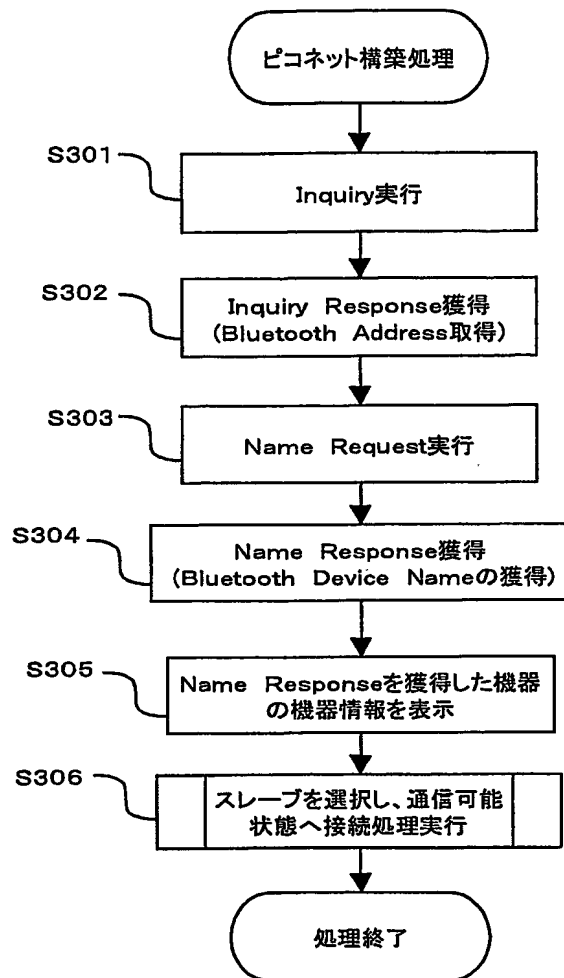 ピコネット構築処理
S301
Inquiry実行
S302
Inquiry Response獲得
(Bluetooth Address取得)
S303
Name Request実行
S304
Name Response獲得
(Bluetooth Device Nameの獲得)
S305
Name Responseを獲得した機器
の機器情報を表示
S306
スレーブを選択し、通信可能
状態へ接続処理実行
処理終了